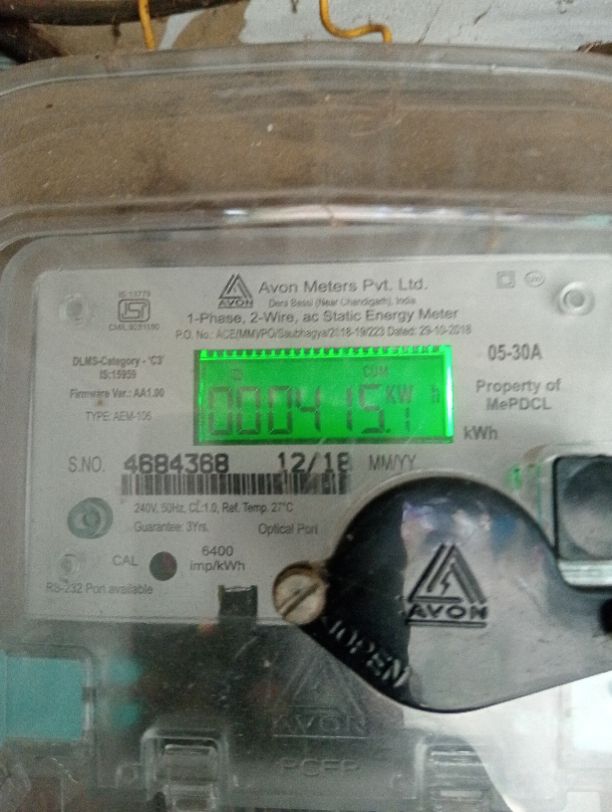 IS:13779
AVON
Avon Meters Pvt. Ltd.
Dera Bassi (Near Chandigarh), India.
1-Phase, 2-Wire, ac Static Energy Meter
P.O. No.: ACE(MM)/PO/Saubhagya/2018-19/223 Dated: 29-10-2018
DLMS-Category - 'C3'
IS:15959
Firmware Ver.: AA1.00
TYPE: AEM-106
05-30A
Property of
MePDCL
CUM
000415.1 KW
kWh
S.NO. 4684368 12/18 MM/YY
240V, 50Hz, CL:1.0, Ref. Temp. 27°C
Guarantee: 3Yrs. Optical Port
CAL 6400
imp/kWh
RS-232 Port available
AVON
OPEN
AVON